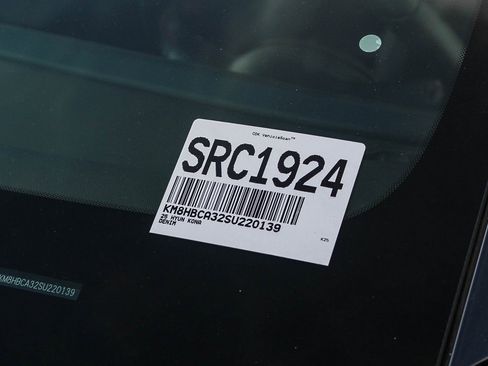 CDK VehicleScan™
SRC1924
KM8HBCA32SU220139
25 HYUN KONA
DENIM
K25
KM8HBCA32SU220139